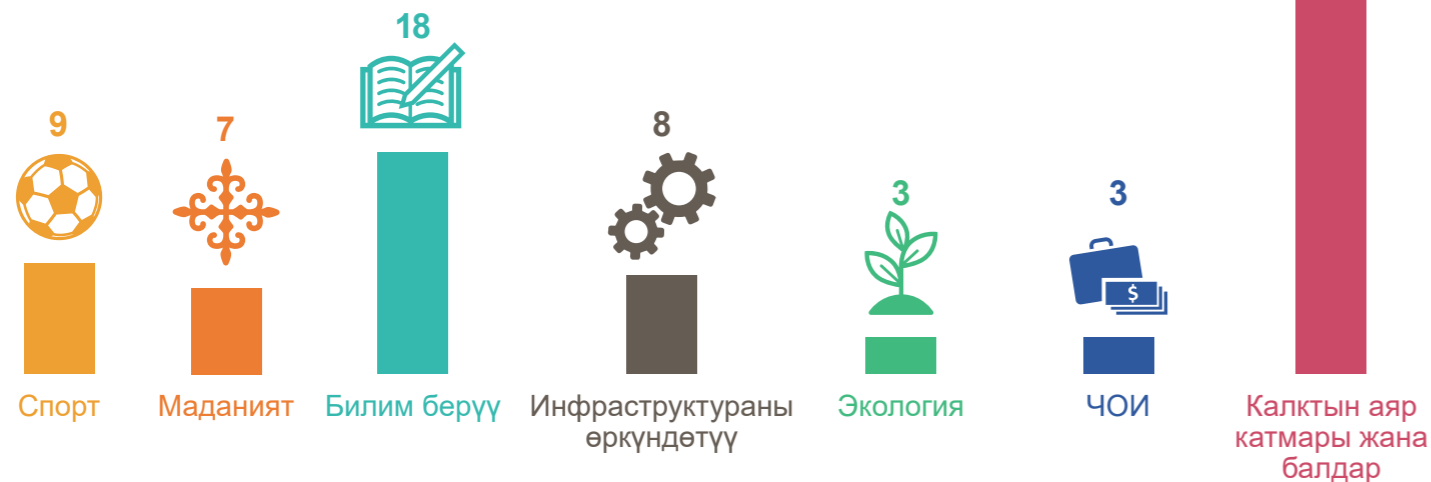 18
9
7
8
3
3
$
Спорт
Маданият
Билим берүү
Инфраструктураны
өркүндөтүү
Экология
ЧОИ
Калктын аяр
катмары жана
балдар